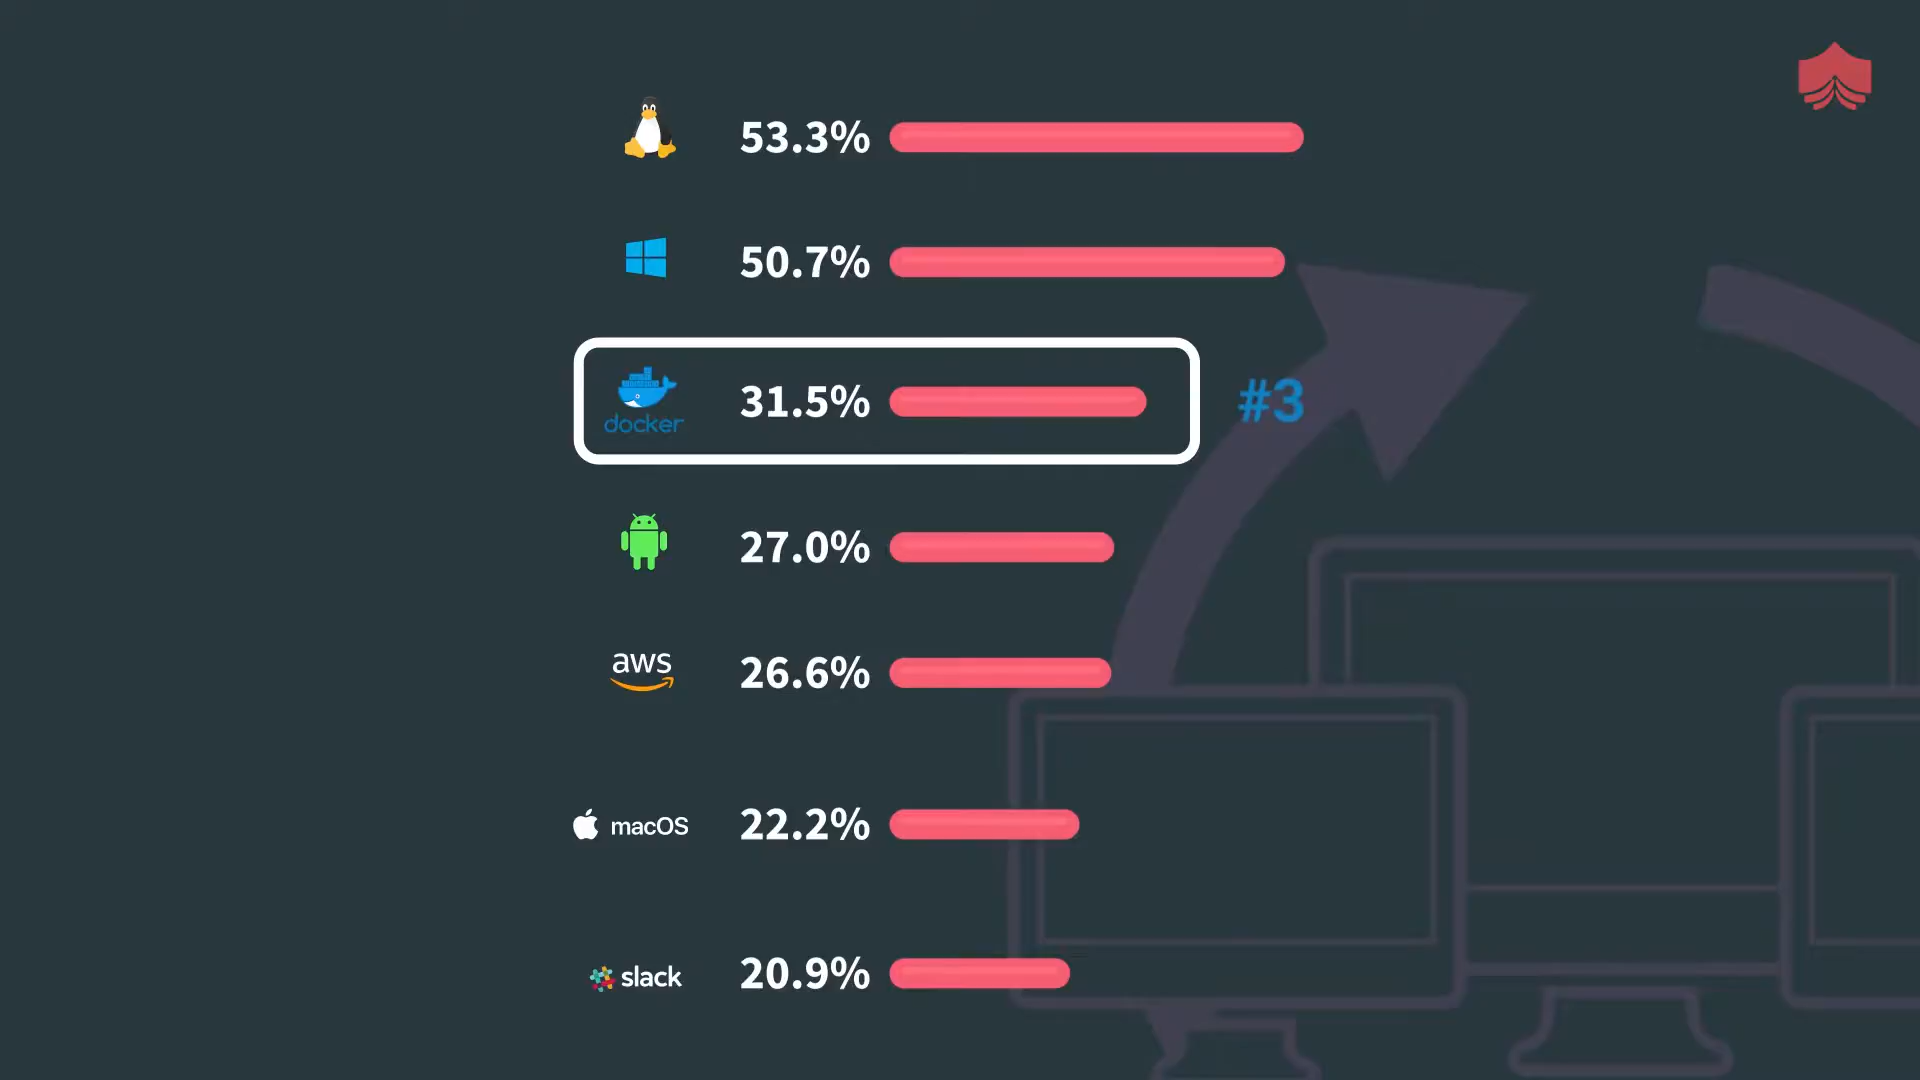 53.3%
50.7%
docker 31.5% #3
27.0%
aws 26.6%
macOS 22.2%
slack 20.9%